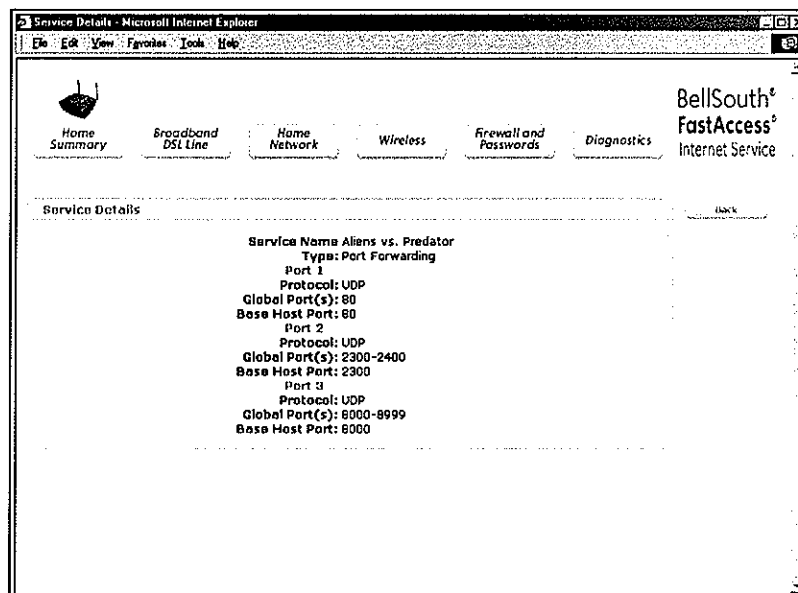 Service Details - Microsoft Internet Explorer
File Edit View Favorites Tools Help
Home Summary
Broadband DSL Line
Home Network
Wireless
Firewall and Passwords
Diagnostics
BellSouth®
FastAccess®
Internet Service
Service Details
Back
Service Name Aliens vs. Predator
Type: Port Forwarding
Port 1
Protocol: UDP
Global Port(s): 80
Base Host Port: 80
Port 2
Protocol: UDP
Global Port(s): 2300-2400
Base Host Port: 2300
Port 3
Protocol: UDP
Global Port(s): 8000-8999
Base Host Port: 8000